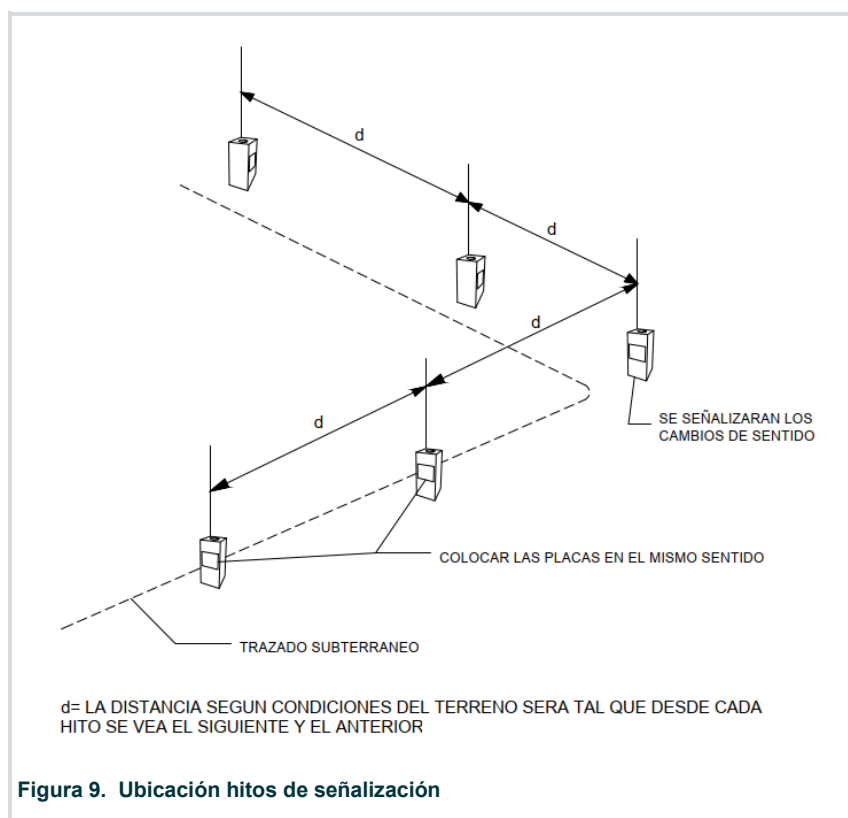 d
d
d
d
SE SEÑALIZARAN LOS
CAMBIOS DE SENTIDO
COLOCAR LAS PLACAS EN EL MISMO SENTIDO
TRAZADO SUBTERRANEO
d= LA DISTANCIA SEGUN CONDICIONES DEL TERRENO SERA TAL QUE DESDE CADA
HITO SE VEA EL SIGUIENTE Y EL ANTERIOR
Figura 9. Ubicación hitos de señalización